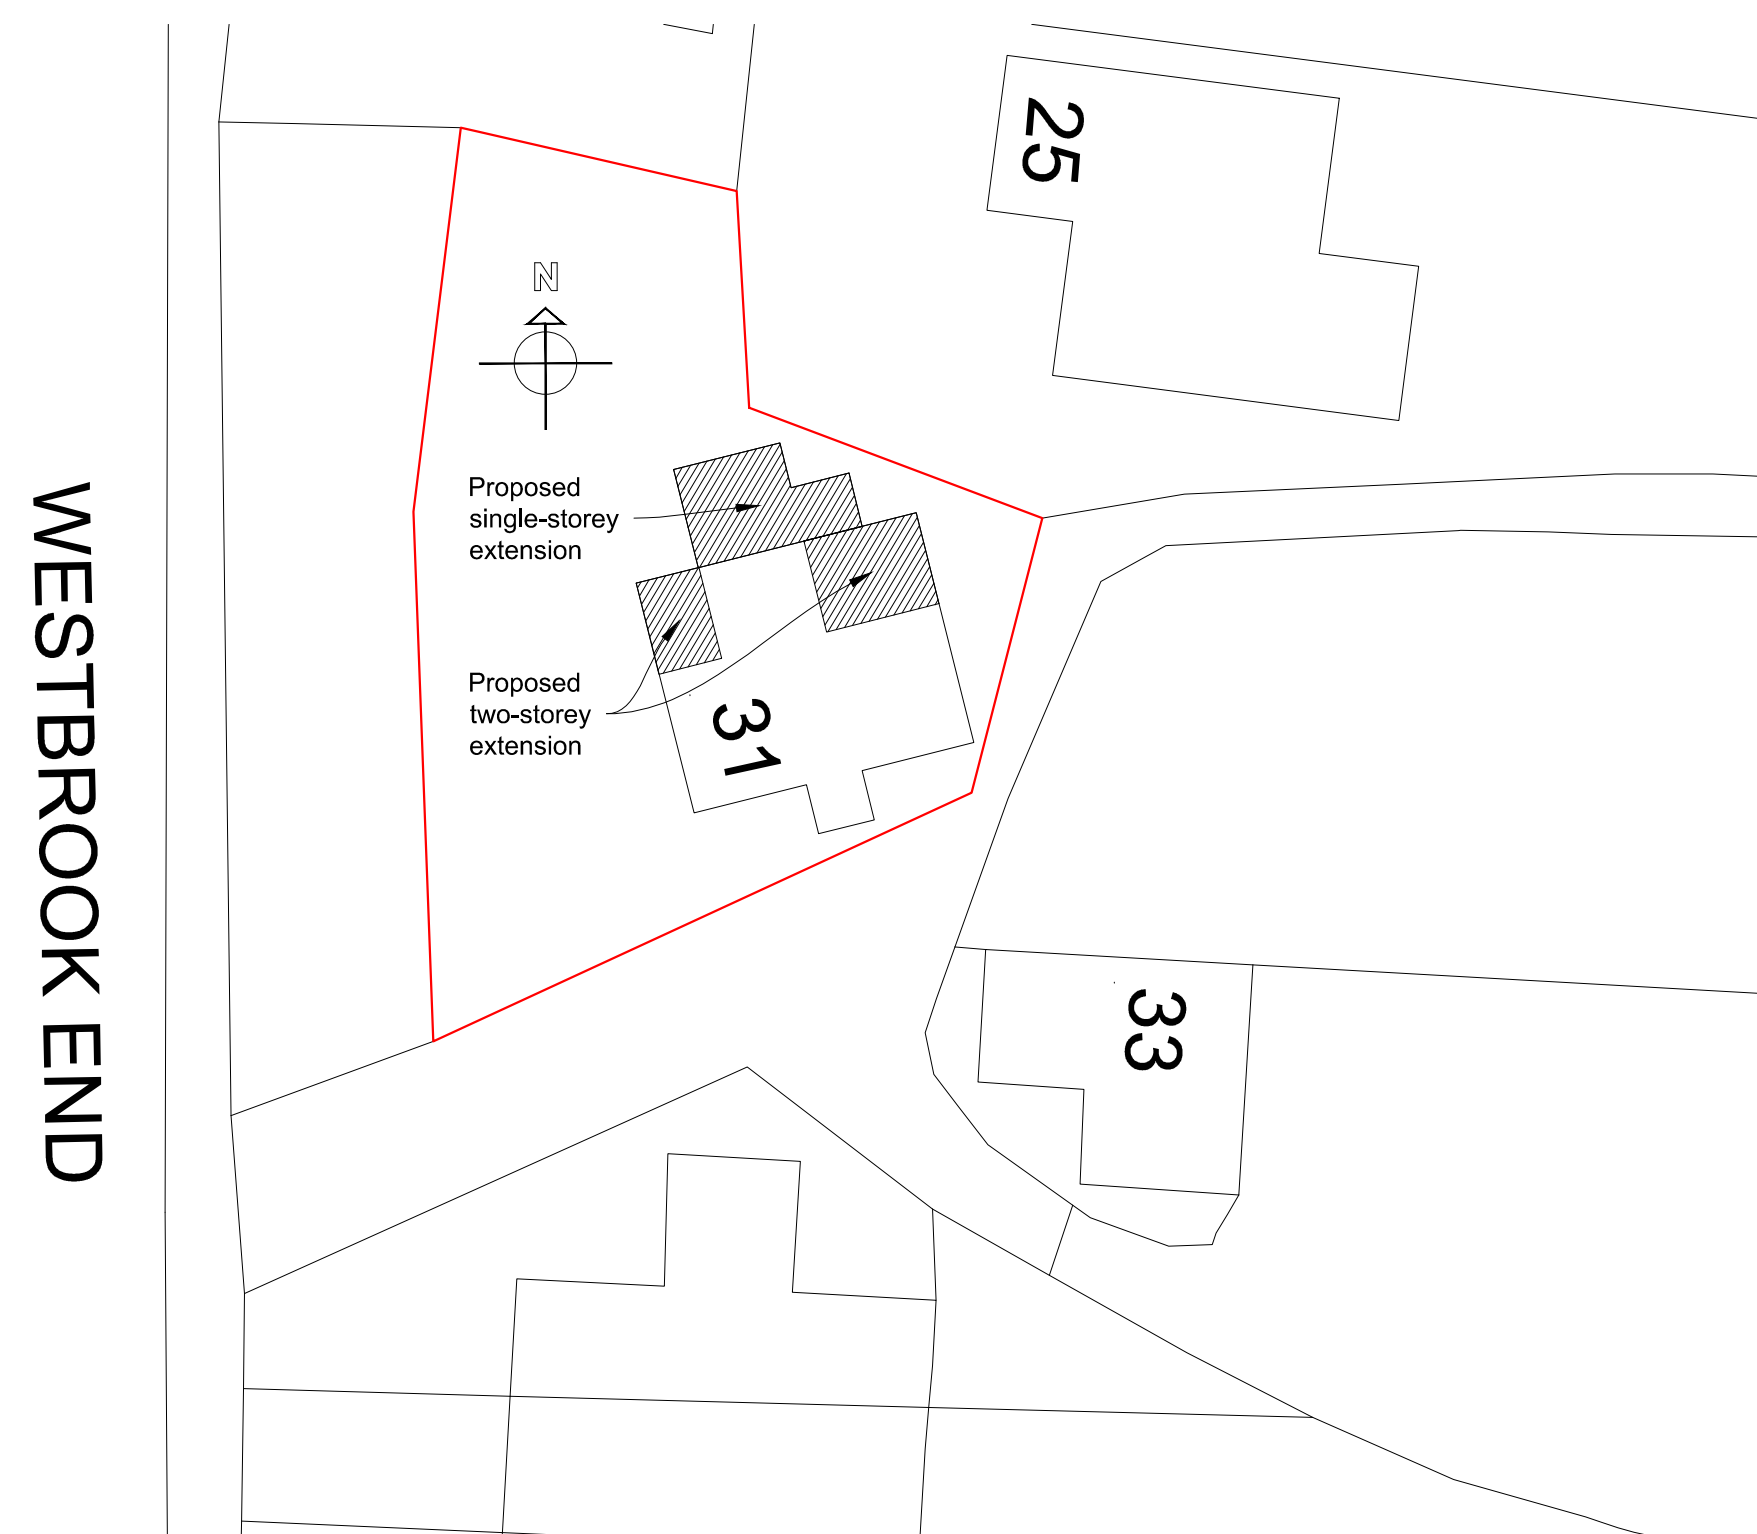 25
N
Proposed
single-storey
extension
Proposed
two-storey
extension
31
WESTBROOK END
33